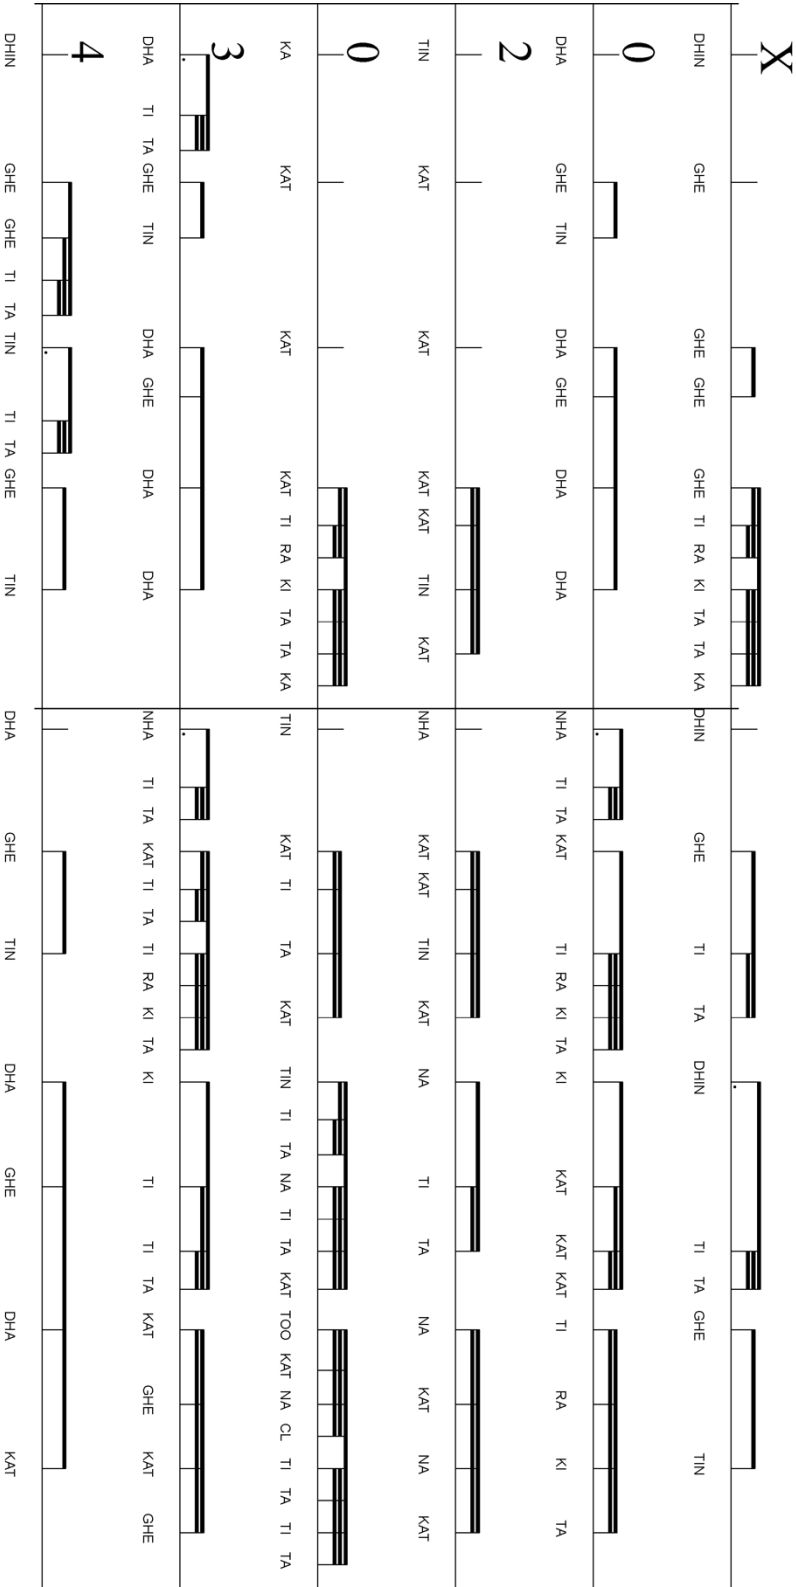 X
DHIN GHE GHE GHE GHE TI RA KI TA TA KA DHIN GHE TI TA DHIN TI TA GHE TIN
0
DHA GHE TIN DHA GHE DHA DHA NHA TI TA KAT TI RA KI TA KI KAT KAT KAT TI RA KI TA
2
TIN KAT KAT KAT KAT TIN KAT NHA KAT KAT TIN KAT NA TI TA NA KAT NA KAT
0
KA KAT KAT KAT TI RA KI TA TA KA TIN KAT TI TA KAT TIN TI TA NA TI TA KAT TOO KAT NA CL TI TA TI TA
3
DHA TI TA GHE TIN DHA GHE DHA DHA NHA TI TA KAT TI TA TI RA KI TA KI TI TI TA KAT GHE KAT GHE
4
DHIN GHE GHE TI TA TIN TI TA GHE TIN DHA GHE TIN DHA GHE DHA KAT